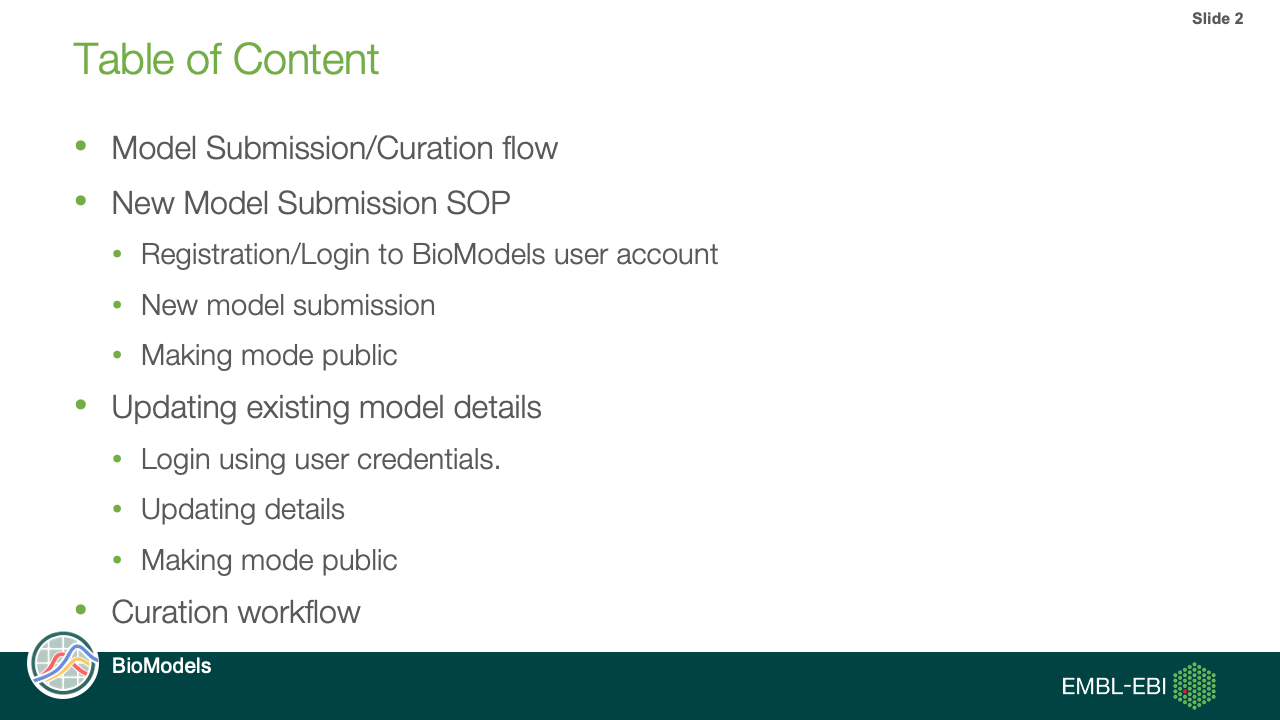 Slide 2
Table of Content
• Model Submission/Curation flow
• New Model Submission SOP
• Registration/Login to BioModels user account
• New model submission
• Making mode public
• Updating existing model details
• Login using user credentials.
• Updating details
• Making mode public
• Curation workflow
BioModels
EMBL-EBI